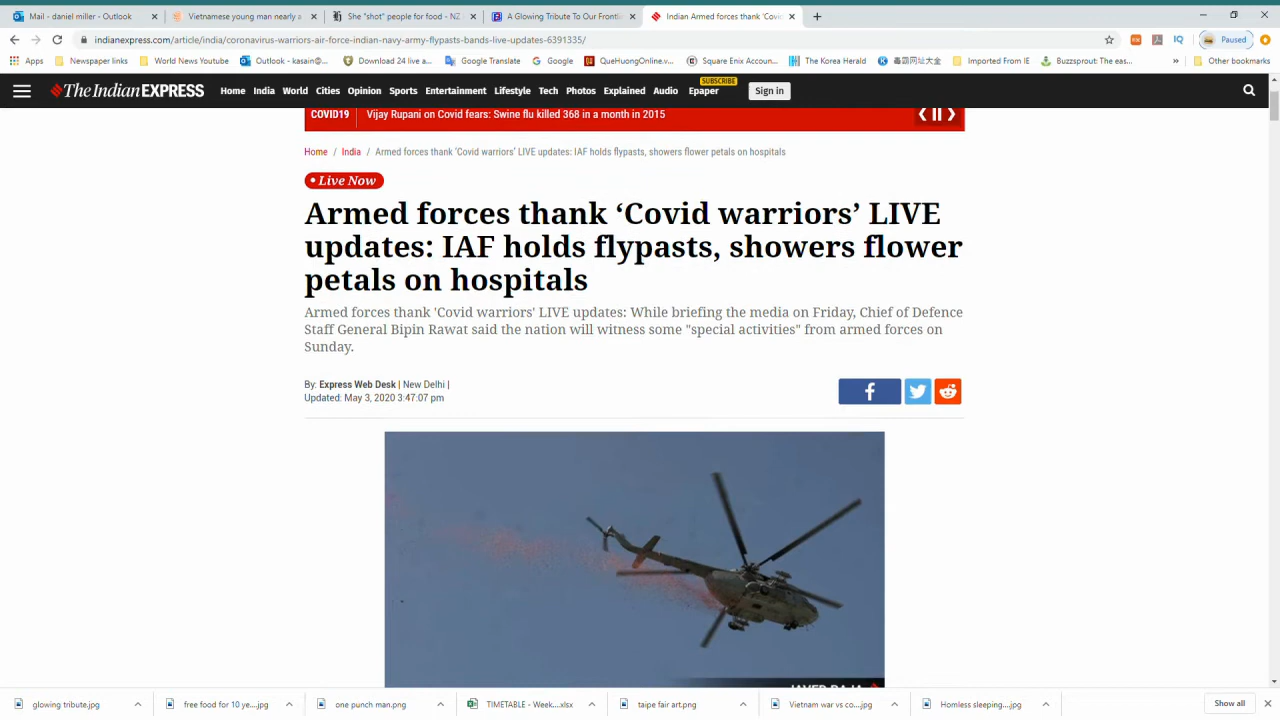 Mail - daniel miller - Outlook
Vietnamese young man nearly a
She "shot" people for food - NZ
A Glowing Tribute To Our Frontli
Indian Armed forces thank 'Covi
indianexpress.com/article/india/coronavirus-warriors-air-force-indian-navy-army-flypasts-bands-live-updates-6391335/
IQ
Paused
Apps
Newspaper links
World News Youtube
Outlook - kasain@...
Download 24 live a...
Google Translate
Google
QuêHuongOnline.v...
Square Enix Accoun...
The Korea Herald
毒霸网址大全
Imported From IE
Buzzsprout: The eas...
»
Other bookmarks
The Indian EXPRESS
Home
India
World
Cities
Opinion
Sports
Entertainment
Lifestyle
Tech
Photos
Explained
Audio
SUBSCRIBE
Epaper
Sign in
COVID19
Vijay Rupani on Covid fears: Swine flu killed 368 in a month in 2015
Home / India / Armed forces thank 'Covid warriors' LIVE updates: IAF holds flypasts, showers flower petals on hospitals
• Live Now
Armed forces thank ‘Covid warriors’ LIVE
updates: IAF holds flypasts, showers flower
petals on hospitals
Armed forces thank 'Covid warriors' LIVE updates: While briefing the media on Friday, Chief of Defence
Staff General Bipin Rawat said the nation will witness some "special activities" from armed forces on
Sunday.
By: Express Web Desk | New Delhi |
Updated: May 3, 2020 3:47:07 pm
glowing tribute.jpg
free food for 10 ye....jpg
one punch man.png
TIMETABLE - Week....xlsx
taipe fair art.png
Vietnam war vs co....jpg
Homless sleeping....jpg
Show all